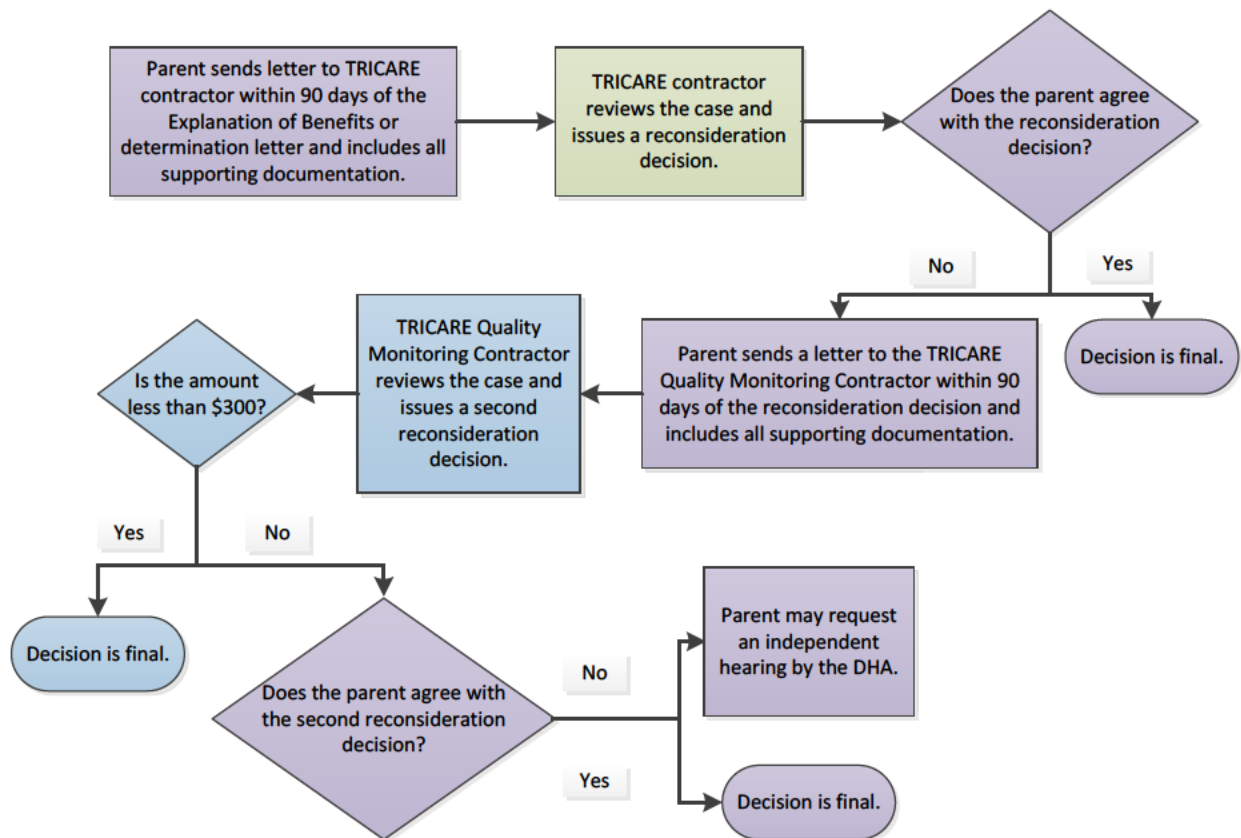 Parent sends letter to TRICARE
contractor within 90 days of the
Explanation of Benefits or
determination letter and includes all
supporting documentation.
TRICARE contractor
reviews the case and
issues a reconsideration
decision.
Does the parent agree
with the reconsideration
decision?
No
Yes
Decision is final.
Parent sends a letter to the TRICARE
Quality Monitoring Contractor within 90
days of the reconsideration decision and
includes all supporting documentation.
TRICARE Quality
Monitoring Contractor
reviews the case and
issues a second
reconsideration
decision.
Is the amount
less than $300?
Yes
No
Decision is final.
Does the parent agree with
the second reconsideration
decision?
No
Parent may request
an independent
hearing by the DHA.
Yes
Decision is final.